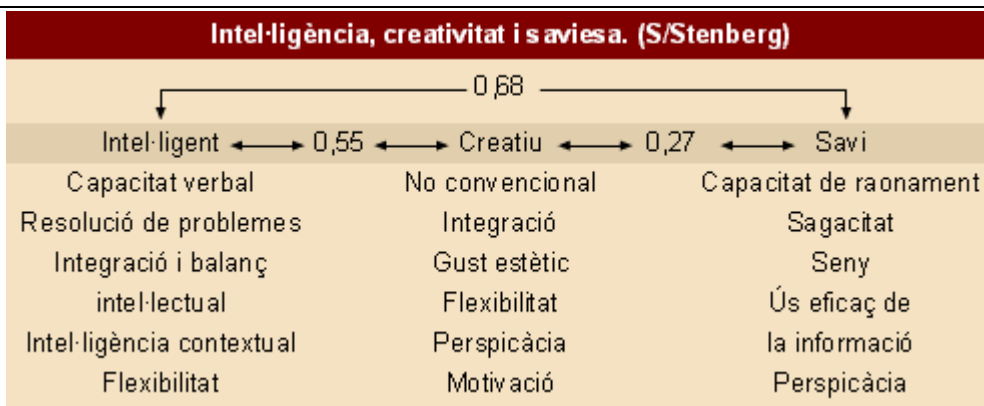 Intel·ligència, creativitat i saviesa. (S/Stenberg)
0,68
Intel·ligent 0,55 Creatiu 0,27 Savi
Capacitat verbal No convencional Capacitat de raonament
Resolució de problemes Integració Sagacitat
Integració i balanç Gust estètic Seny
intel·lectual Flexibilitat Ús eficaç de
Intel·ligència contextual Perspicàcia la informació
Flexibilitat Motivació Perspicàcia